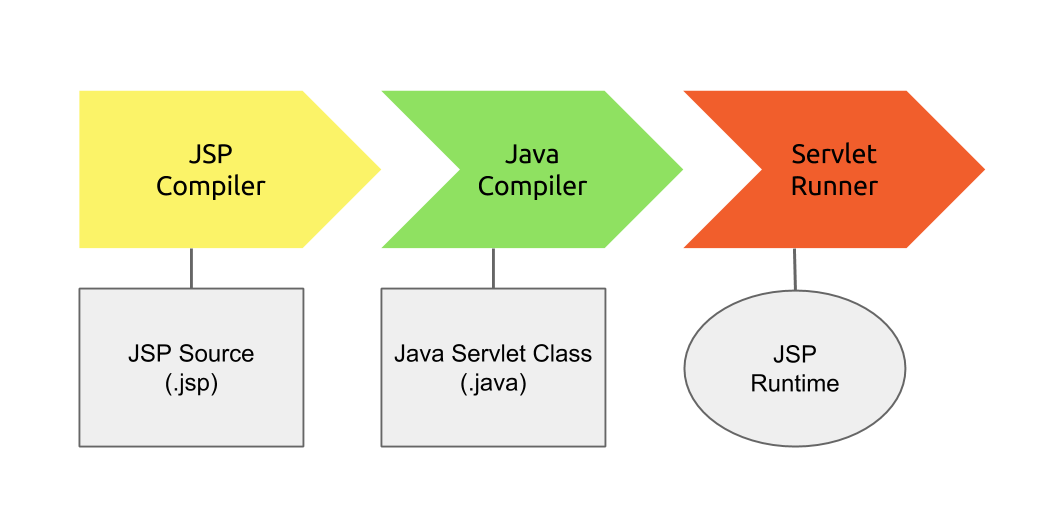 JSP
Compiler
Java
Compiler
Servlet
Runner
JSP Source
(.jsp)
Java Servlet Class
(.java)
JSP
Runtime